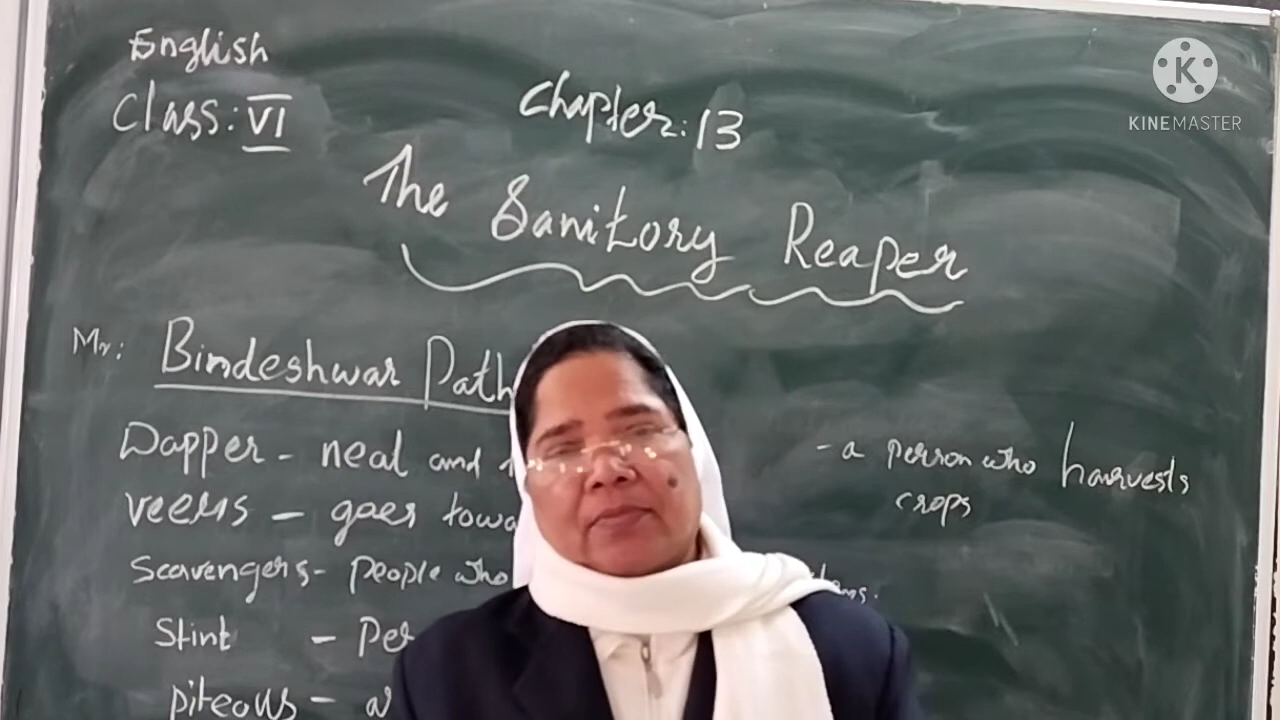 English
Class: VI
Chapter: 13
The Sanitory Reaper
Mr: Bindeshwar Path
Dapper - neat and
- a person who harvests
crops
veers - goes towa
Scavengers - people who
Stint - Per
piteous - a
K
KINEMASTER